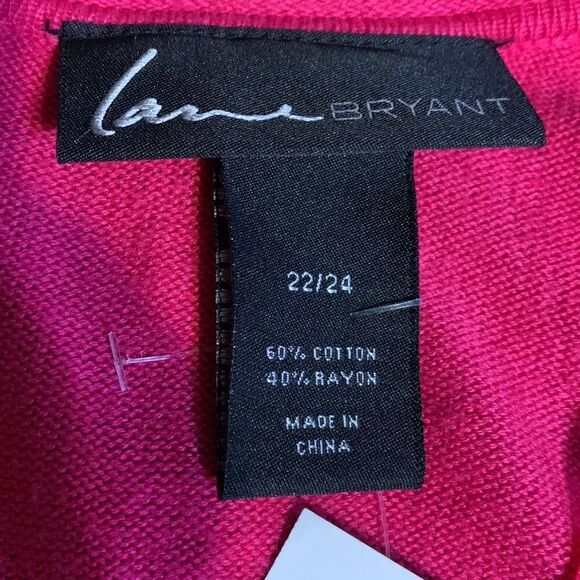 Lane BRYANT
22/24
60% COTTON
40% RAYON
MADE IN
CHINA